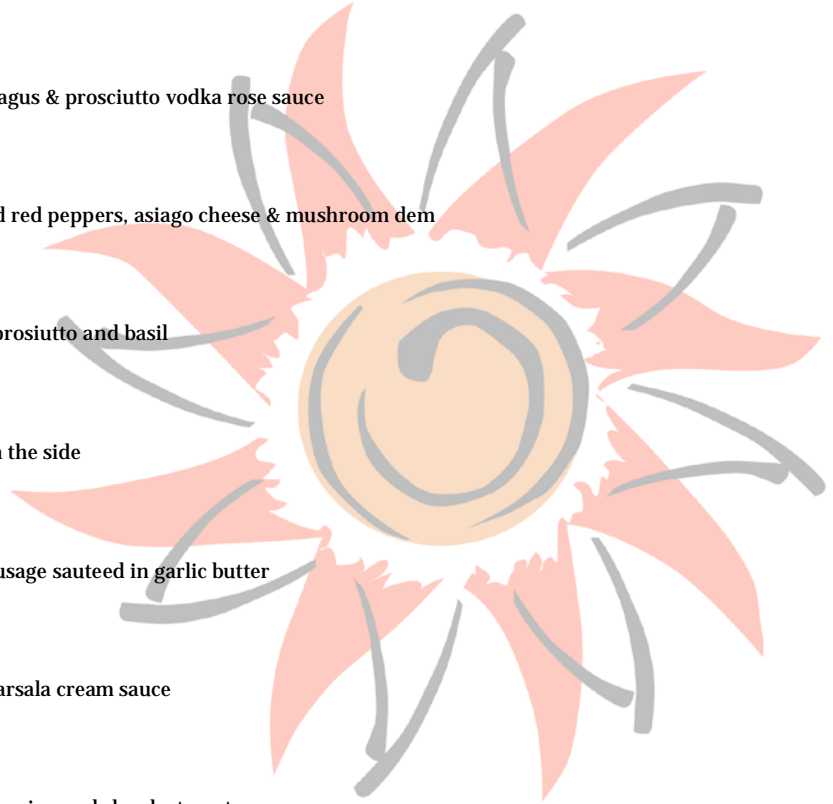 agus & prosciutto vodka rose sauce
d red peppers, asiago cheese & mushroom dem
prosiutto and basil
the side
usage sauteed in garlic butter
arsala cream sauce